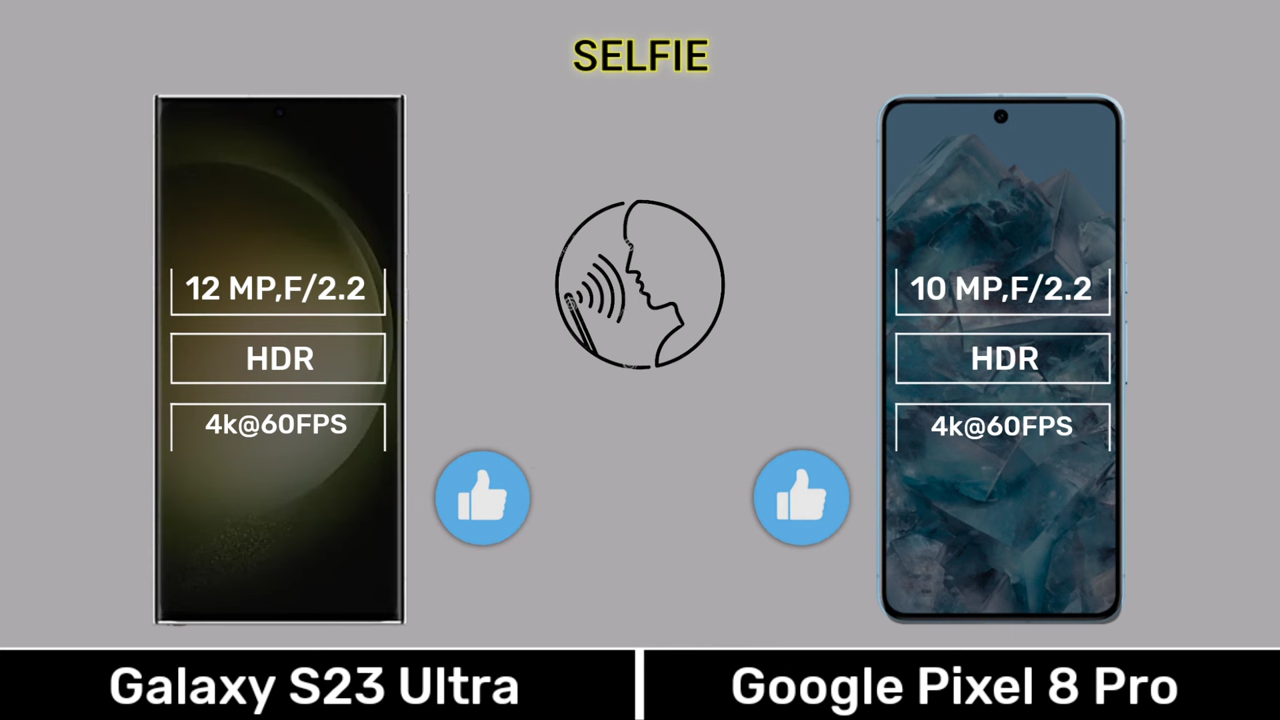 SELFIE
12 MP,F/2.2
HDR
4k@60FPS
10 MP,F/2.2
HDR
4k@60FPS
Galaxy S23 Ultra
Google Pixel 8 Pro